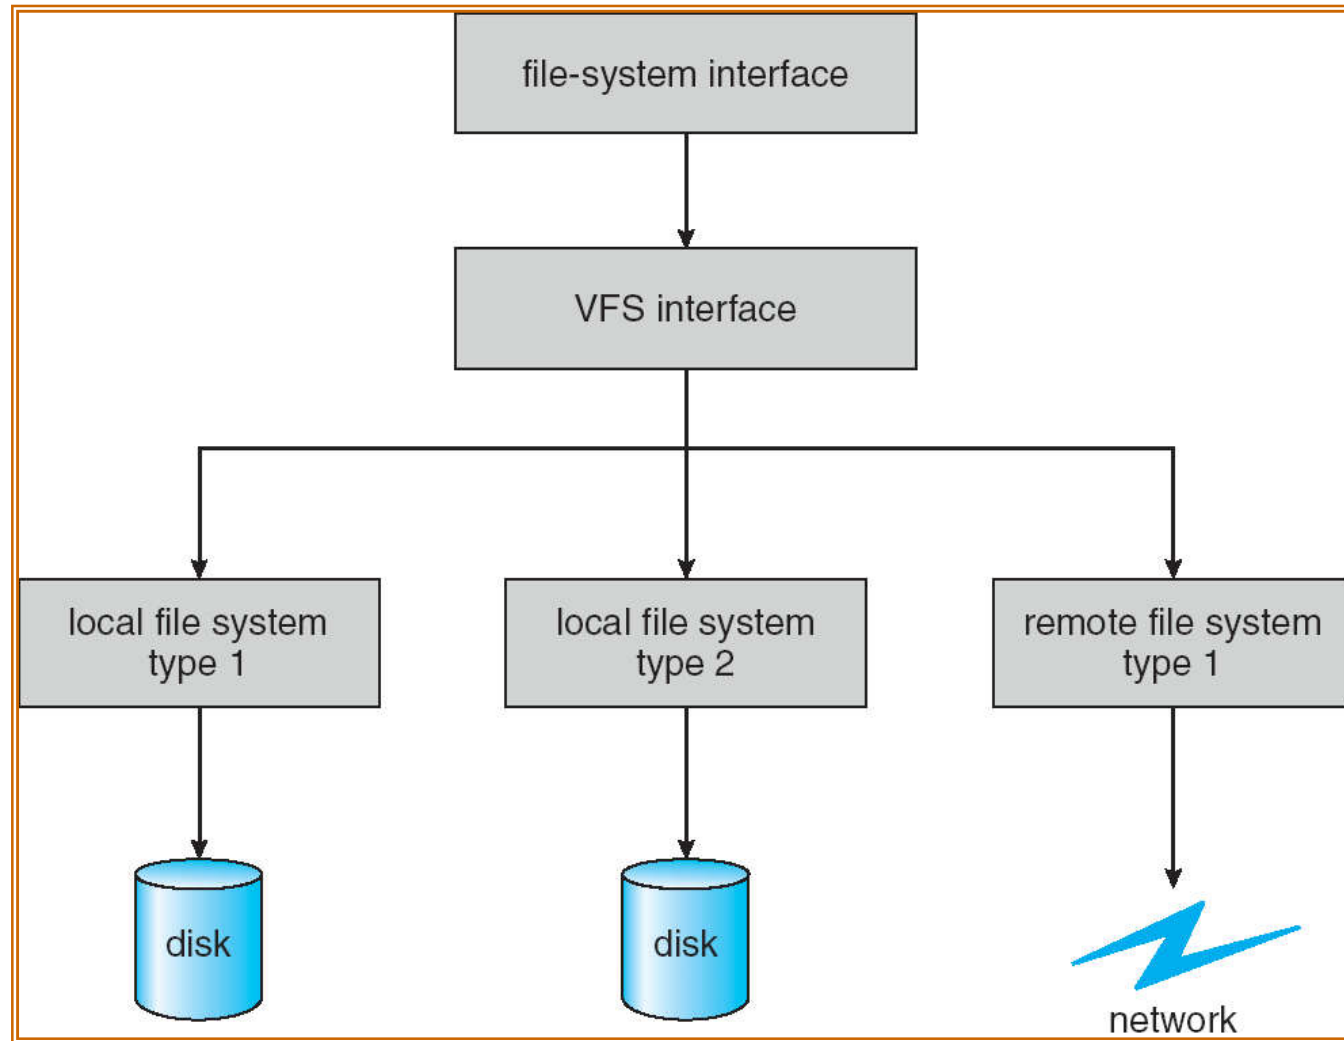 file-system interface
VFS interface
local file system
type 1
local file system
type 2
remote file system
type 1
disk
disk
network